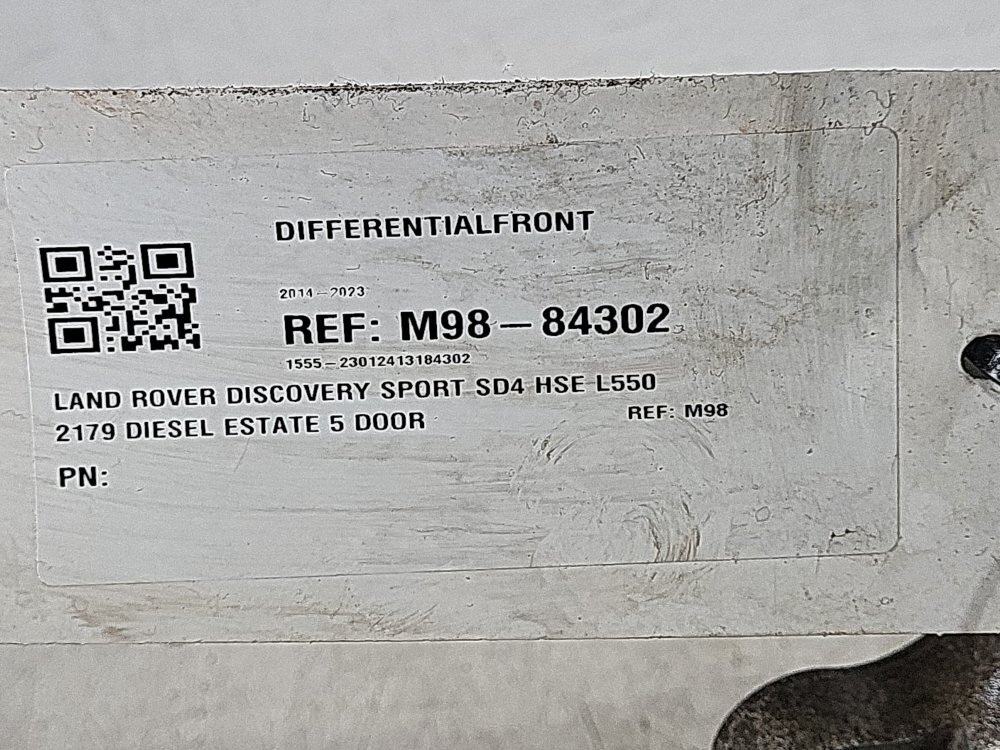 DIFFERENTIALFRONT
2014-2023
REF: M98-84302
1555-23012413184302
LAND ROVER DISCOVERY SPORT SD4 HSE L550
2179 DIESEL ESTATE 5 DOOR
REF: M98
PN: